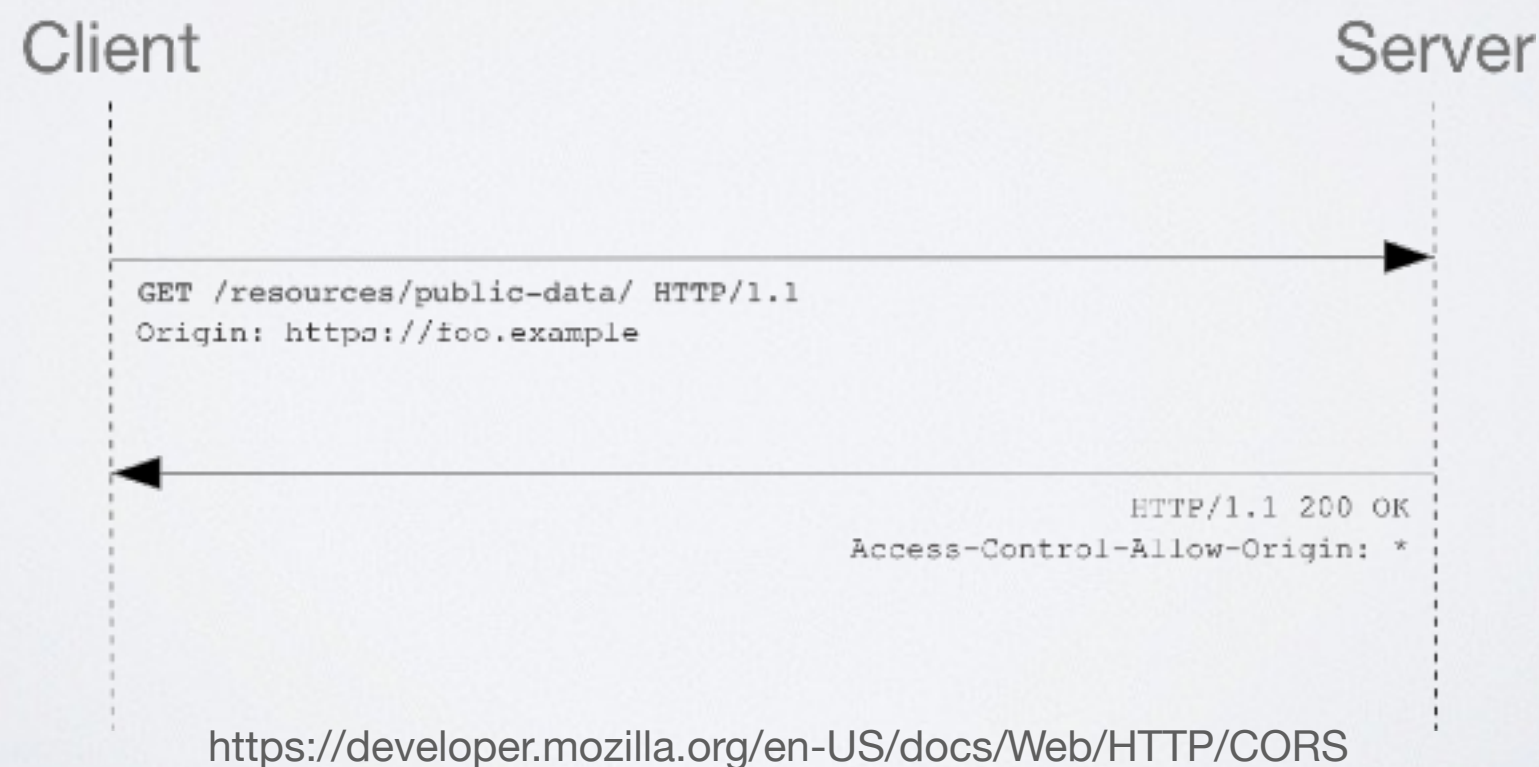 Client
Server
GET /resources/public-data/ HTTP/1.1
Origin: https://foo.example
HTTP/1.1 200 OK
Access-Control-Allow-Origin: *
https://developer.mozilla.org/en-US/docs/Web/HTTP/CORS